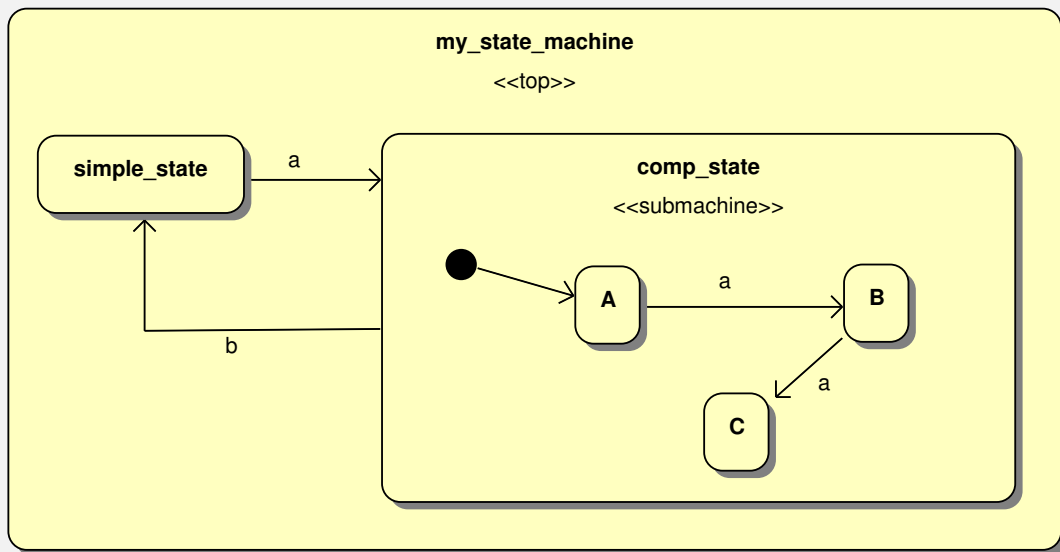 my_state_machine
<<top>>
simple_state
a
comp_state
<<submachine>>
A
a
B
b
a
C